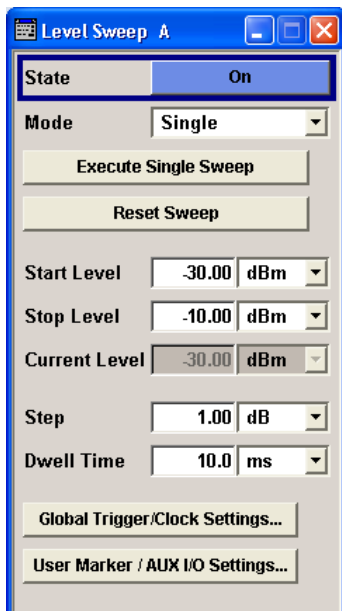 Level Sweep A
State On
Mode Single
Execute Single Sweep
Reset Sweep
Start Level -30.00 dBm
Stop Level -10.00 dBm
Current Level -30.00 dBm
Step 1.00 dB
Dwell Time 10.0 ms
Global Trigger/Clock Settings...
User Marker / AUX I/O Settings...